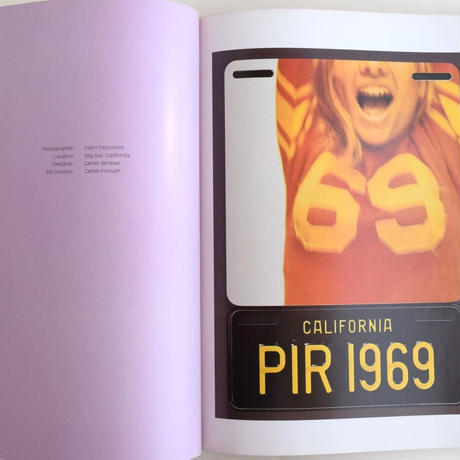 Photographer: Harri Peccinotti
Location: Big Sur, California
Designer: Derek Birdsall
Art Director: Derek Forsyth
69
CALIFORNIA
PIR 1969